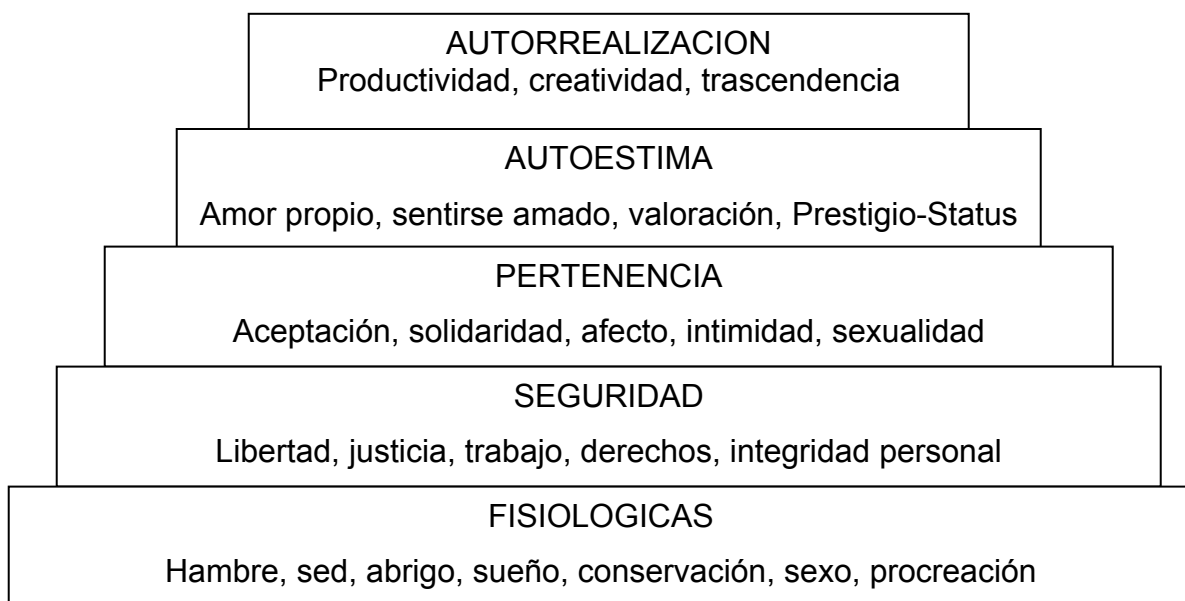 AUTORREALIZACION
Productividad, creatividad, trascendencia
AUTOESTIMA
Amor propio, sentirse amado, valoración, Prestigio-Status
PERTENENCIA
Aceptación, solidaridad, afecto, intimidad, sexualidad
SEGURIDAD
Libertad, justicia, trabajo, derechos, integridad personal
FISIOLOGICAS
Hambre, sed, abrigo, sueño, conservación, sexo, procreación